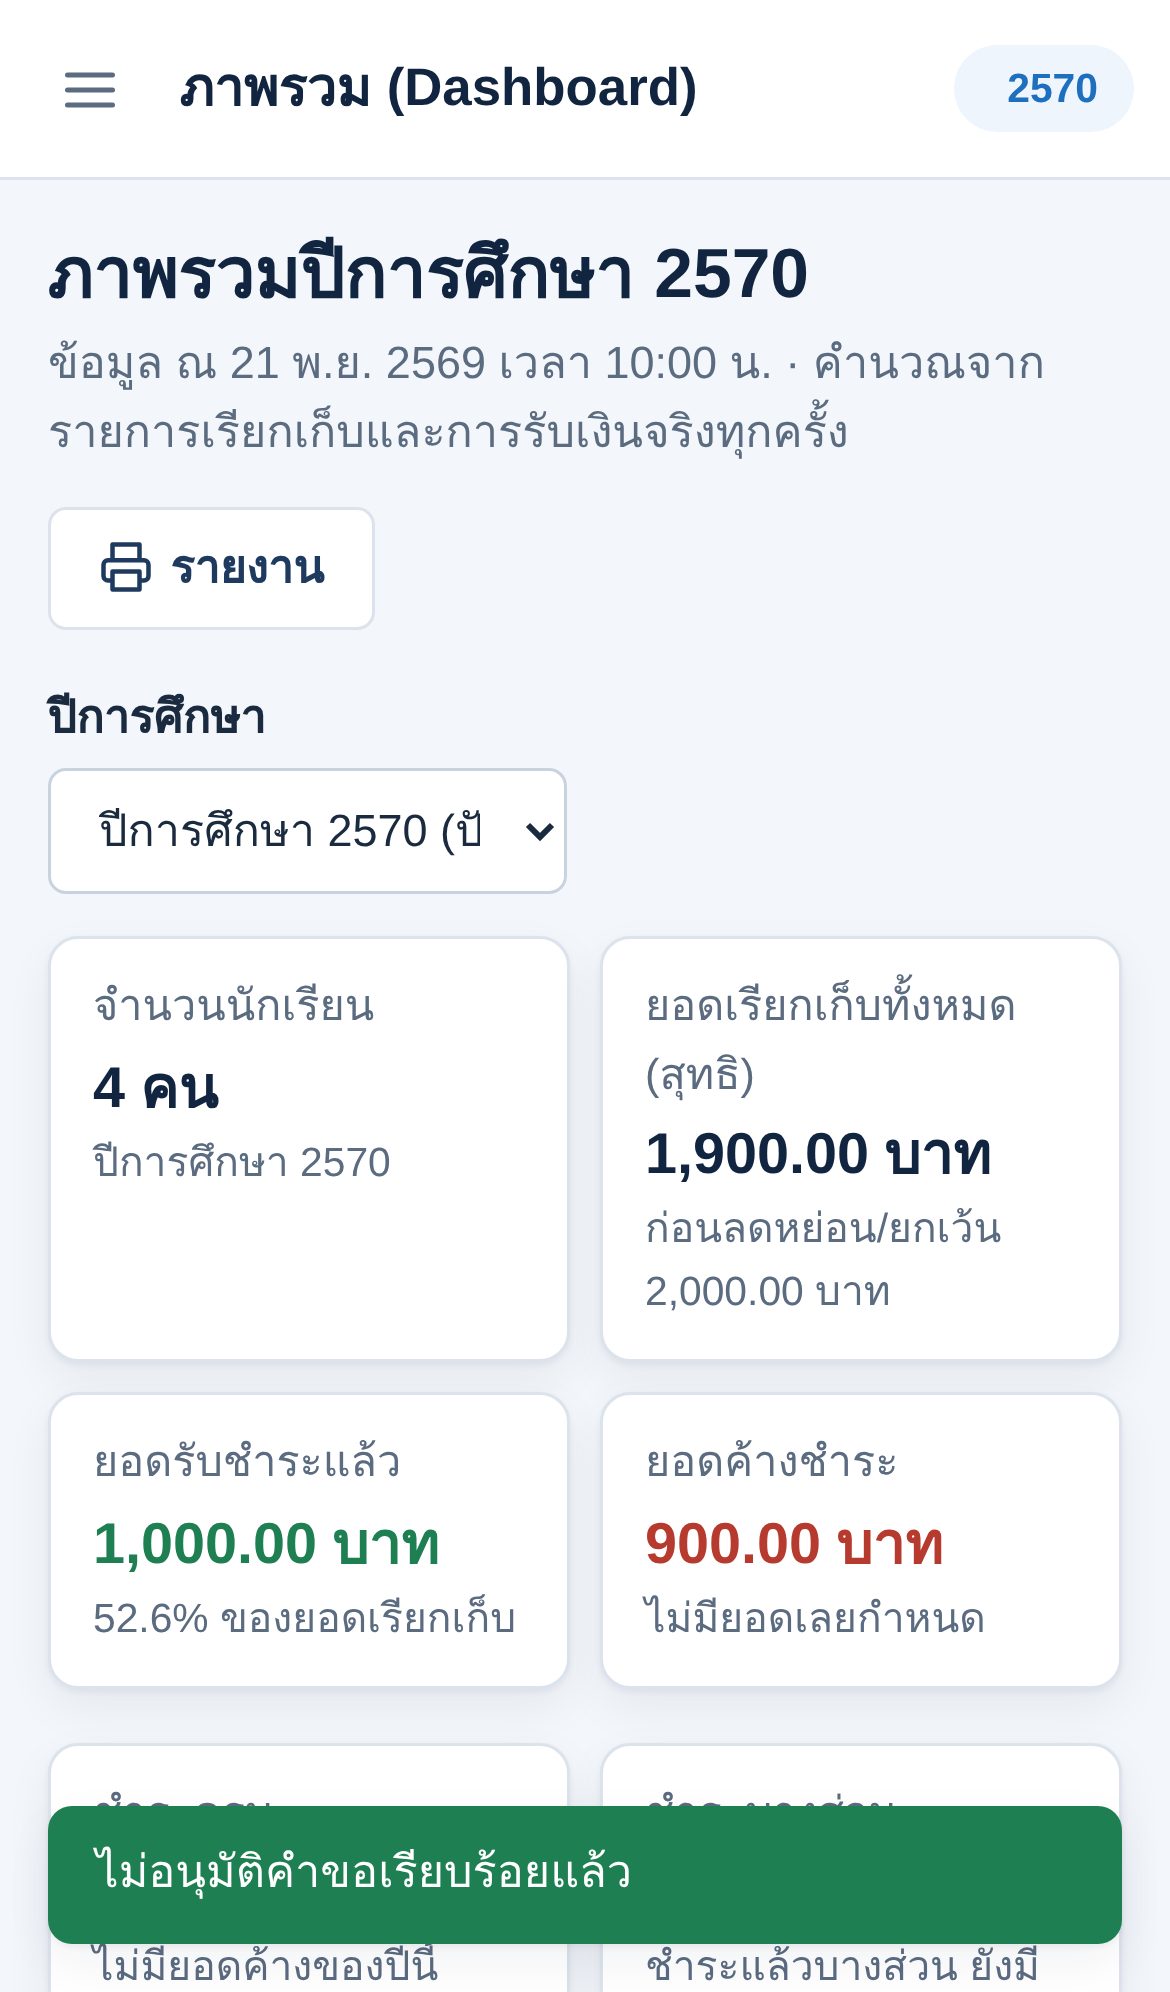 ภาพรวม (Dashboard)
2570
ภาพรวมปีการศึกษา 2570
ข้อมูล ณ 21 พ.ย. 2569 เวลา 10:00 น. · คำนวณจาก
รายการเรียกเก็บและการรับเงินจริงทุกครั้ง
รายงาน
ปีการศึกษา
ปีการศึกษา 2570 (ปั
จำนวนนักเรียน
4 คน
ปีการศึกษา 2570
ยอดเรียกเก็บทั้งหมด
(สุทธิ)
1,900.00 บาท
ก่อนลดหย่อน/ยกเว้น
2,000.00 บาท
ยอดรับชำระแล้ว
1,000.00 บาท
52.6% ของยอดเรียกเก็บ
ยอดค้างชำระ
900.00 บาท
ไม่มียอดเลยกำหนด
ไม่อนุมัติคำขอเรียบร้อยแล้ว
ไม่มียอดค้างของปีนี้
ชำระแล้วบางส่วน ยังมี